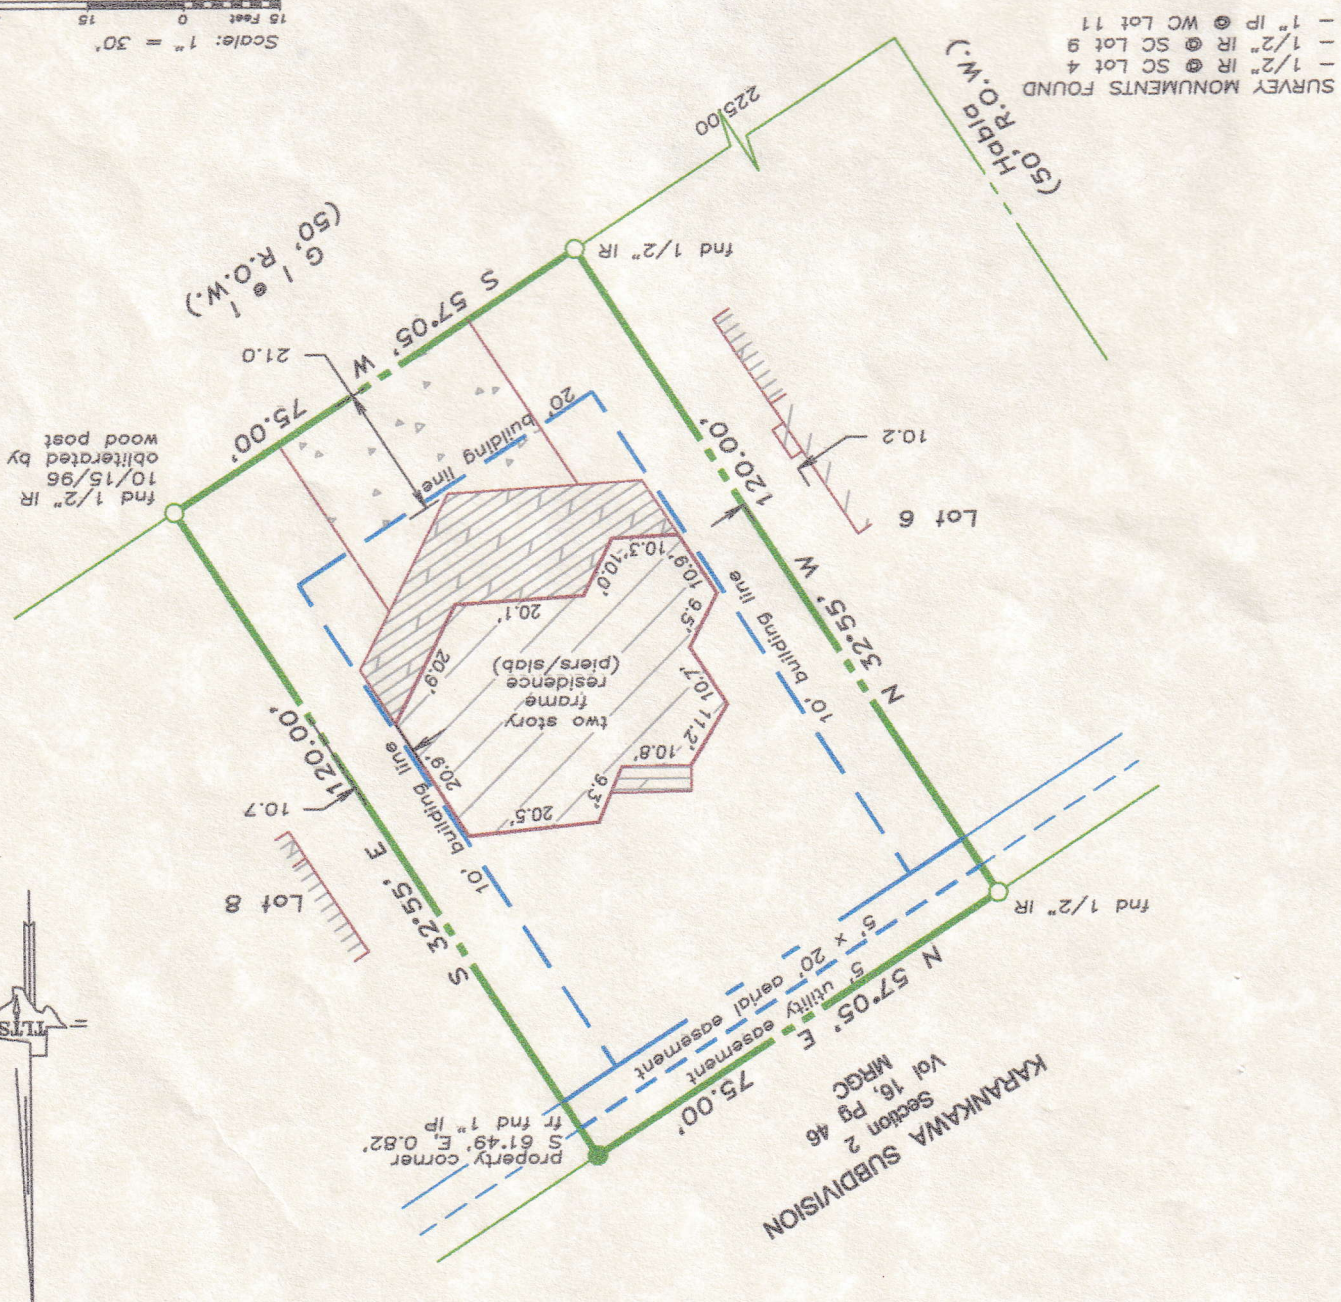 KARANKAWA SUBDIVISION
Section 2
Vol 16, Pg 46
MRGC
property corner
S 61°49' E, 0.82'
fr fnd 1" IP
N 57°05' E
75.00'
5' utility easement
5' x 20' aerial easement
fnd 1/2" IR
TLTS
Lot 8
10.7
S 32°55' E
120.00'
10' building line
20.5'
9.3'
10.8'
11.2'
10.7'
9.5'
10.9'
10.3'
10.0'
20.1'
20.9'
20.9'
two story
frame
residence
(piers/slab)
10' building line
N 32°55' W
120.00'
Lot 6
10.2
fnd 1/2" IR
10/15/96
obliterated by
wood post
20' building line
21.0
S 57°05' W
75.00'
fnd 1/2" IR
Glei
(50' R.O.W.)
225.00
Habla
(50' R.O.W.)
SURVEY MONUMENTS FOUND
- 1/2" IR @ SC Lot 4
- 1/2" IR @ SC Lot 9
- 1" IP @ WC Lot 11
Scale: 1" = 30'
15 Feet 0 15